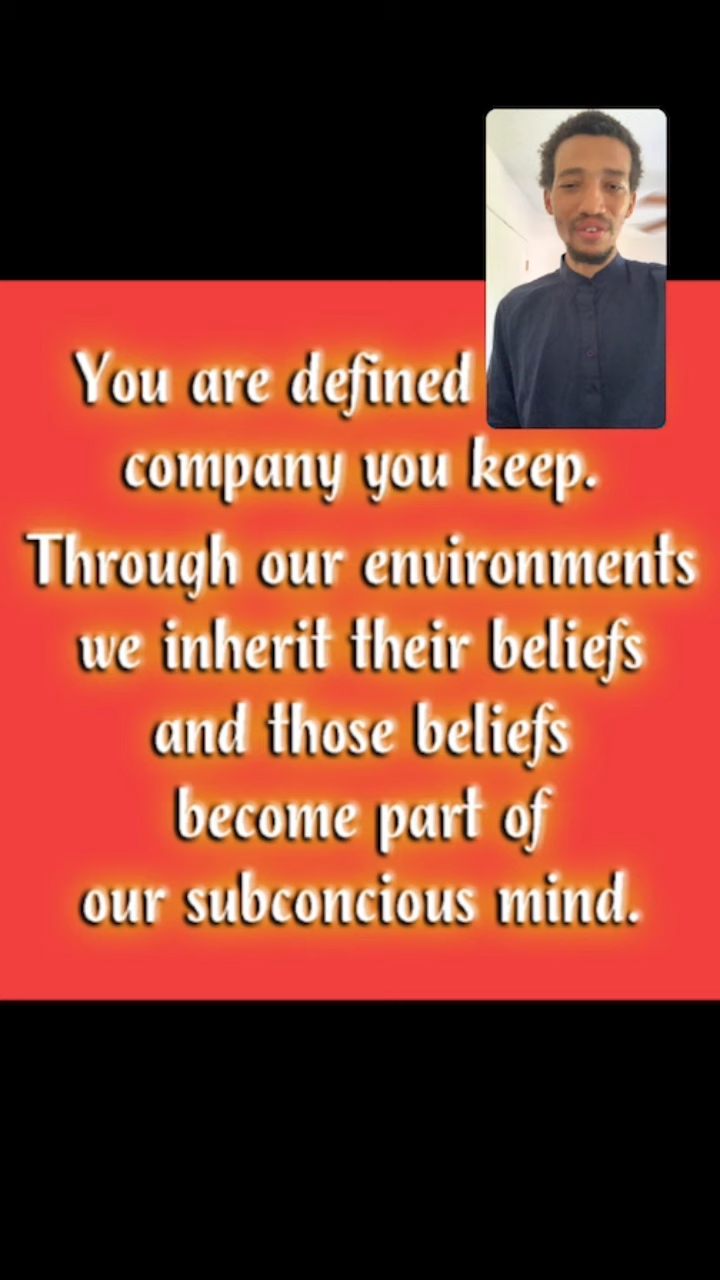 You are defined
company you keep.
Through our environments
we inherit their beliefs
and those beliefs
become part of
our subconcious mind.